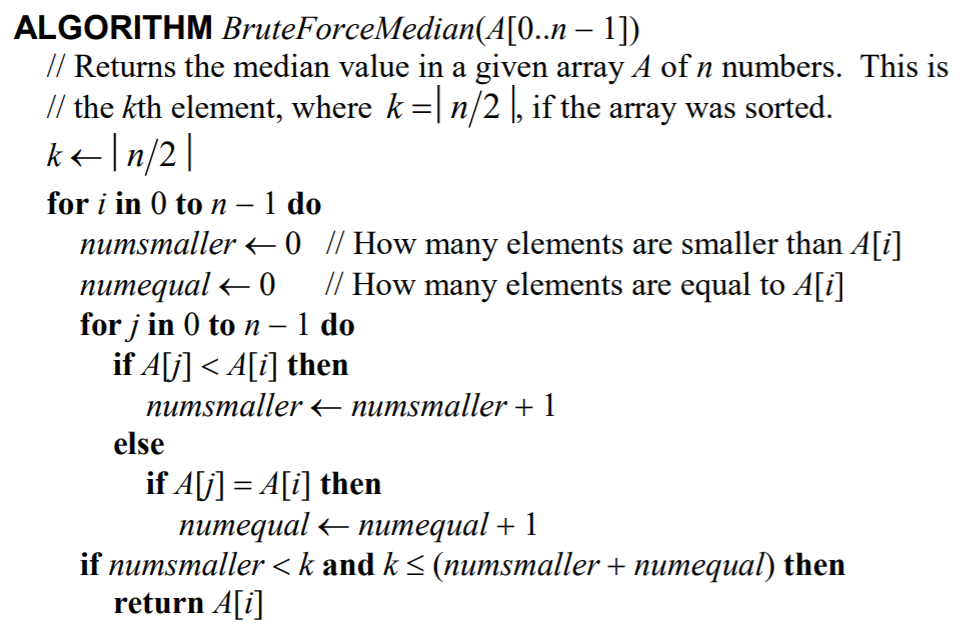 ALGORITHM BruteForceMedian(A[0..n – 1])
// Returns the median value in a given array A of n numbers. This is
// the kth element, where k =| n/2 |, if the array was sorted.
k ← | n/2 |
for i in 0 to n – 1 do
numsmaller ← 0 // How many elements are smaller than A[i]
numequal ← 0 // How many elements are equal to A[i]
for j in 0 to n – 1 do
if A[j] < A[i] then
numsmaller ← numsmaller + 1
else
if A[j] = A[i] then
numequal ← numequal + 1
if numsmaller < k and k ≤ (numsmaller + numequal) then
return A[i]